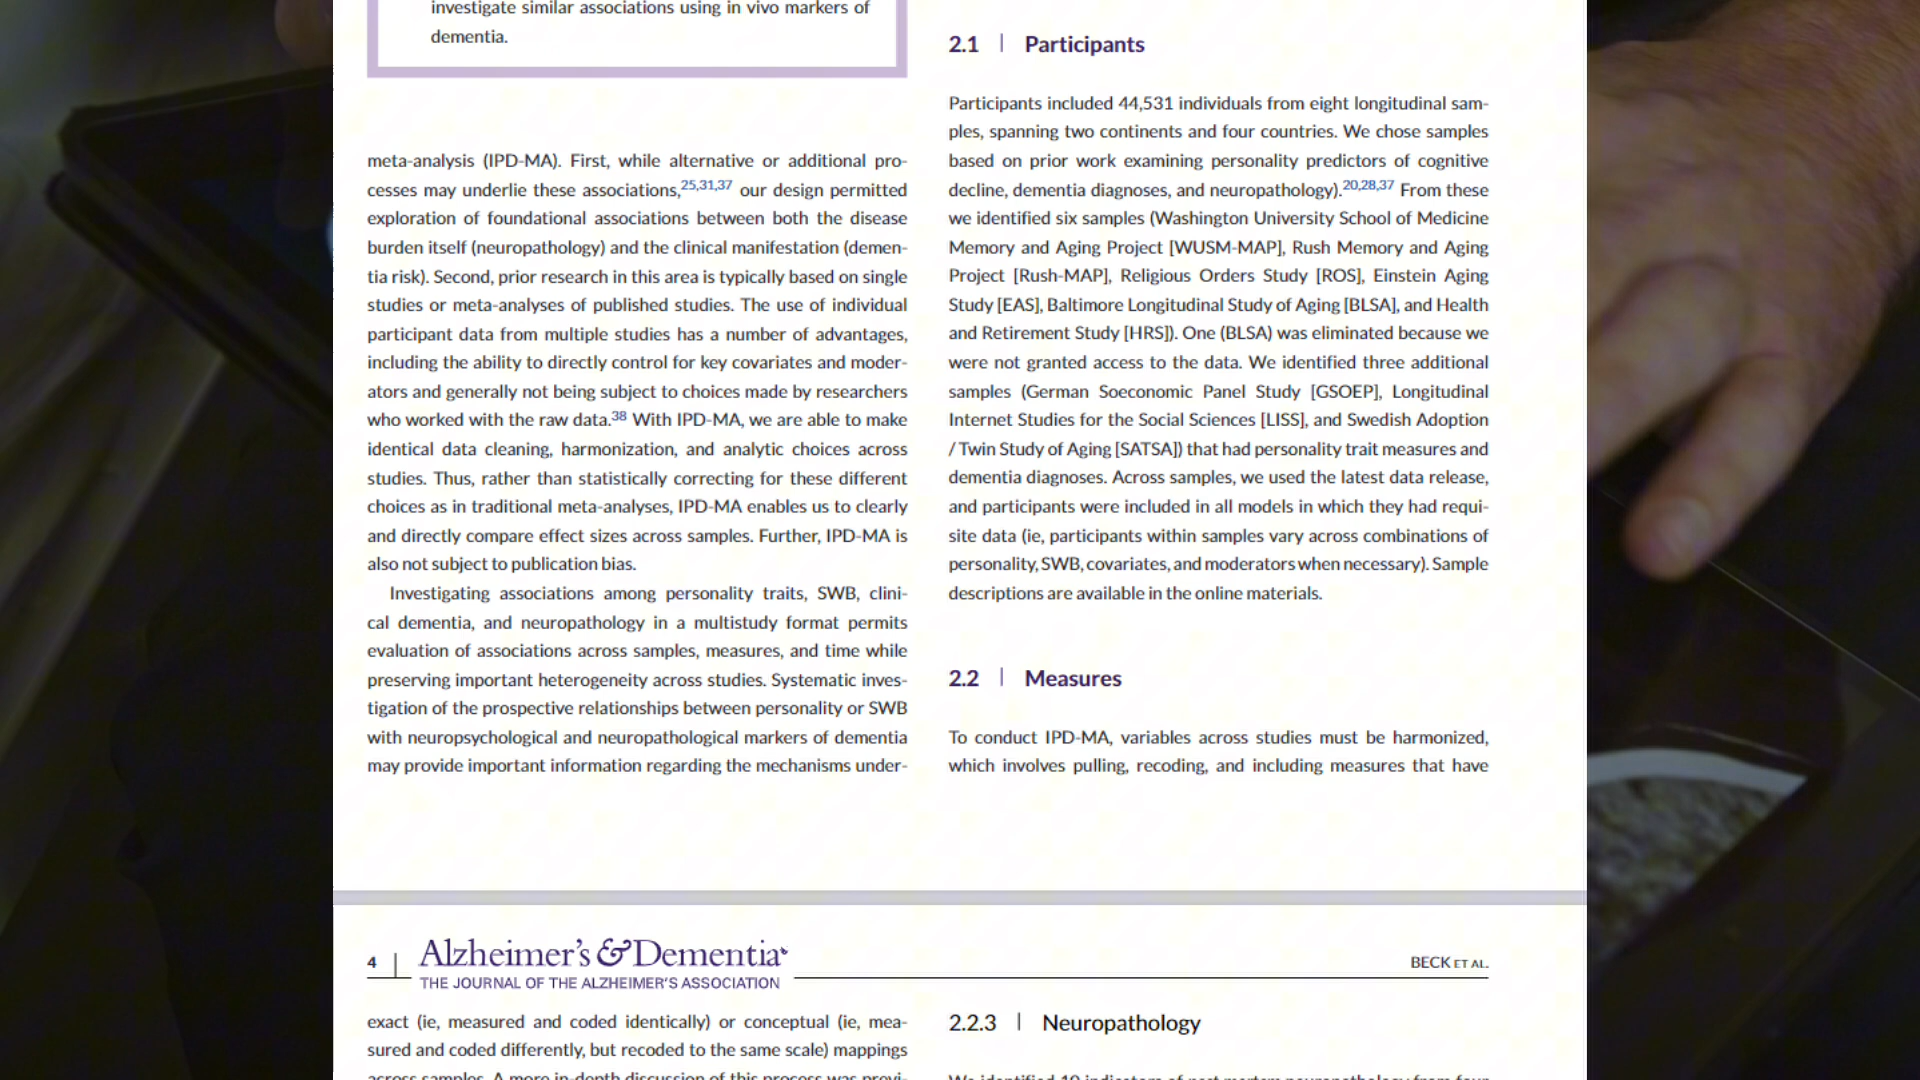 investigate similar associations using in vivo markers of
dementia.
meta-analysis (IPD-MA). First, while alternative or additional pro-
cesses may underlie these associations,25,31,37 our design permitted
exploration of foundational associations between both the disease
burden itself (neuropathology) and the clinical manifestation (demen-
tia risk). Second, prior research in this area is typically based on single
studies or meta-analyses of published studies. The use of individual
participant data from multiple studies has a number of advantages,
including the ability to directly control for key covariates and moder-
ators and generally not being subject to choices made by researchers
who worked with the raw data.38 With IPD-MA, we are able to make
identical data cleaning, harmonization, and analytic choices across
studies. Thus, rather than statistically correcting for these different
choices as in traditional meta-analyses, IPD-MA enables us to clearly
and directly compare effect sizes across samples. Further, IPD-MA is
also not subject to publication bias.
Investigating associations among personality traits, SWB, clini-
cal dementia, and neuropathology in a multistudy format permits
evaluation of associations across samples, measures, and time while
preserving important heterogeneity across studies. Systematic inves-
tigation of the prospective relationships between personality or SWB
with neuropsychological and neuropathological markers of dementia
may provide important information regarding the mechanisms under-
2.1 | Participants
Participants included 44,531 individuals from eight longitudinal sam-
ples, spanning two continents and four countries. We chose samples
based on prior work examining personality predictors of cognitive
decline, dementia diagnoses, and neuropathology).20,28,37 From these
we identified six samples (Washington University School of Medicine
Memory and Aging Project [WUSM-MAP], Rush Memory and Aging
Project [Rush-MAP], Religious Orders Study [ROS], Einstein Aging
Study [EAS], Baltimore Longitudinal Study of Aging [BLSA], and Health
and Retirement Study [HRS]). One (BLSA) was eliminated because we
were not granted access to the data. We identified three additional
samples (German Soeconomic Panel Study [GSOEP], Longitudinal
Internet Studies for the Social Sciences [LISS], and Swedish Adoption
/ Twin Study of Aging [SATSA]) that had personality trait measures and
dementia diagnoses. Across samples, we used the latest data release,
and participants were included in all models in which they had requi-
site data (ie, participants within samples vary across combinations of
personality, SWB, covariates, and moderators when necessary). Sample
descriptions are available in the online materials.
2.2 | Measures
To conduct IPD-MA, variables across studies must be harmonized,
which involves pulling, recoding, and including measures that have
4 | Alzheimer's & Dementia
THE JOURNAL OF THE ALZHEIMER'S ASSOCIATION
BECK ET AL.
exact (ie, measured and coded identically) or conceptual (ie, mea-
sured and coded differently, but recoded to the same scale) mappings
across samples. A more in-depth discussion of this process was previ-
2.2.3 | Neuropathology
We identified 10 indicators of post mortem neuropathology from four